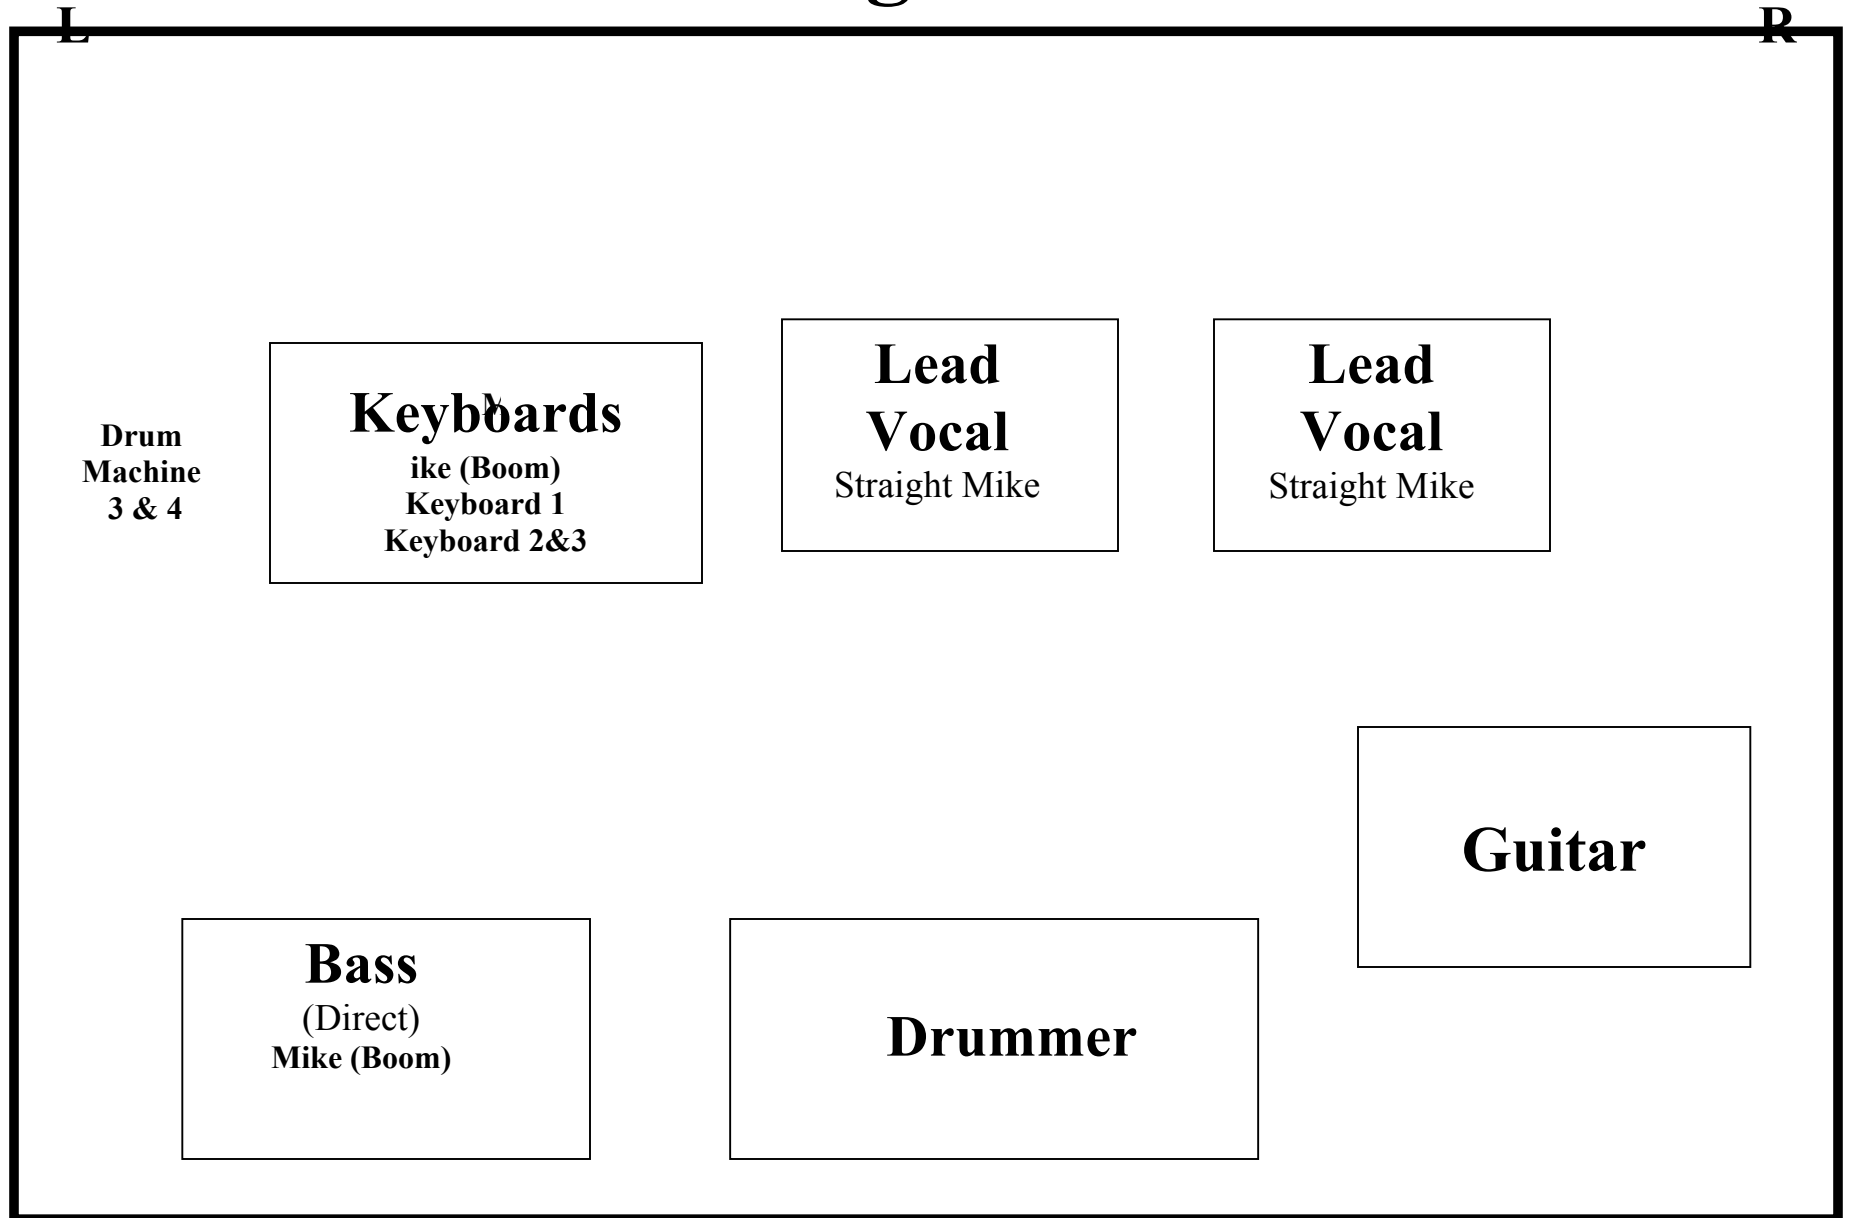 L
R
Drum
Machine
3 & 4
Keyboards
M
ike (Boom)
Keyboard 1
Keyboard 2&3
Lead
Vocal
Straight Mike
Lead
Vocal
Straight Mike
Guitar
Bass
(Direct)
Mike (Boom)
Drummer